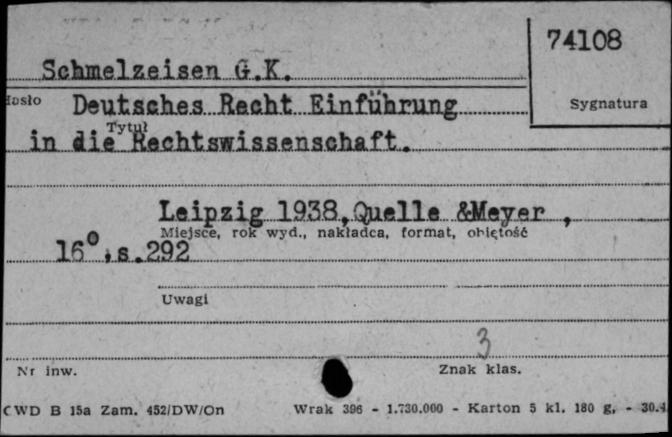 74108
Schmelzeisen G.K.
Hasło Deutsches Recht Einführung
Sygnatura
Tytuł
in die Rechtswissenschaft.
Leipzig 1938, Quelle &Meyer ,
Miejsce, rok wyd., nakładca, format, objętość
16°, s.292
Uwagi
3
Nr inw.
Znak klas.
CWD B 15a Zam. 452/DW/On Wrak 396 - 1.730.000 - Karton 5 kl. 180 g. - 30.4